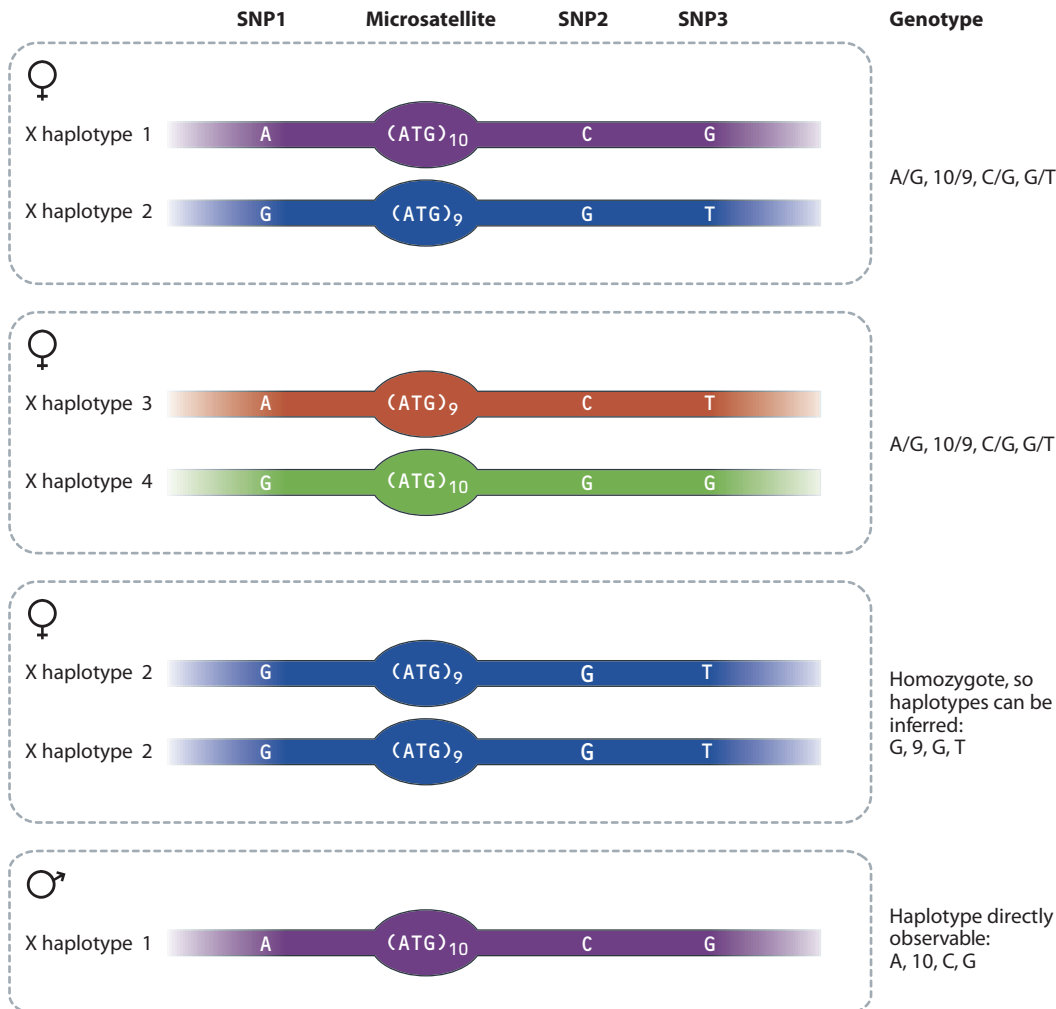 SNP1 Microsatellite SNP2 SNP3 Genotype
♀
X haplotype 1 A (ATG)10 C G
A/G, 10/9, C/G, G/T
X haplotype 2 G (ATG)9 G T
♀
X haplotype 3 A (ATG)9 C T
A/G, 10/9, C/G, G/T
X haplotype 4 G (ATG)10 G G
♀
X haplotype 2 G (ATG)9 G T
Homozygote, so
haplotypes can be
inferred:
G, 9, G, T
X haplotype 2 G (ATG)9 G T
♂
X haplotype 1 A (ATG)10 C G
Haplotype directly
observable:
A, 10, C, G